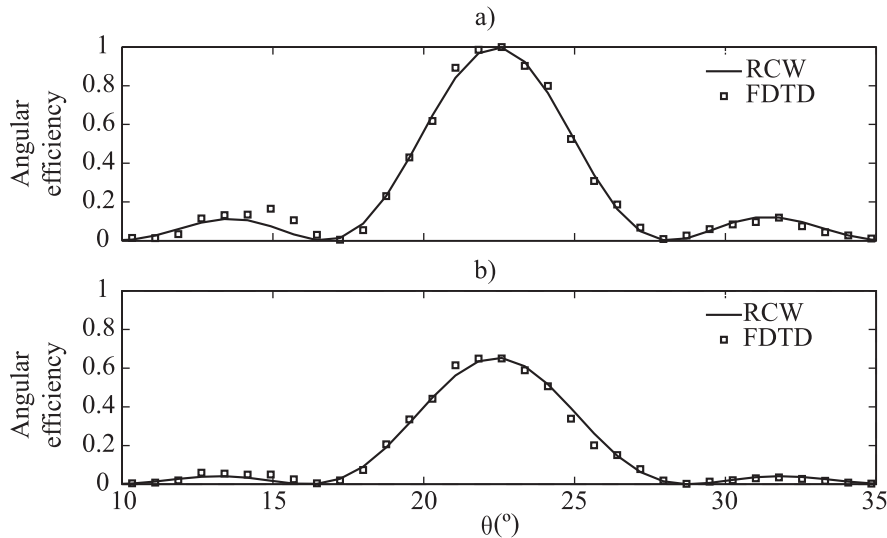 a)
1
0.8
0.6
0.4
0.2
0
Angular
efficiency
RCW
FDTD
b)
1
0.8
0.6
0.4
0.2
0
Angular
efficiency
RCW
FDTD
10 15 20 25 30 35
θ(º)